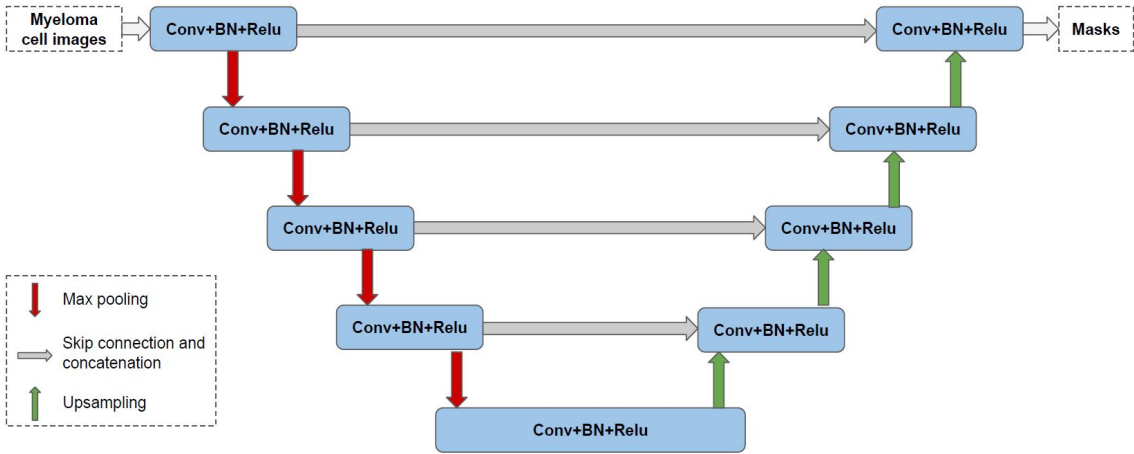 Myeloma
cell images
Conv+BN+Relu
Conv+BN+Relu
Masks
Conv+BN+Relu
Conv+BN+Relu
Conv+BN+Relu
Conv+BN+Relu
Max pooling
Conv+BN+Relu
Conv+BN+Relu
Skip connection and
concatenation
Upsampling
Conv+BN+Relu